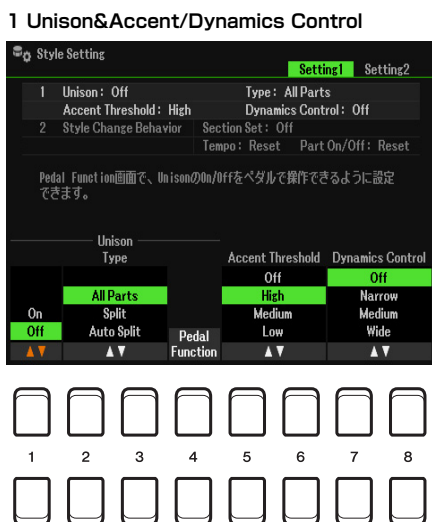 1 Unison&Accent/Dynamics Control
Style Setting
Setting1 Setting2
1 Unison: Off Type: All Parts
Accent Threshold: High Dynamics Control: Off
2 Style Change Behavior Section Set: Off
Tempo: Reset Part On/Off: Reset
Pedal Function画面で、UnisonのOn/Offをペダルで操作できるように設定
できます。
Unison
Type Accent Threshold Dynamics Control
Off Off
All Parts High Narrow
On Split Medium Medium
Off Auto Split Low Wide
Pedal
Function
1 2 3 4 5 6 7 8